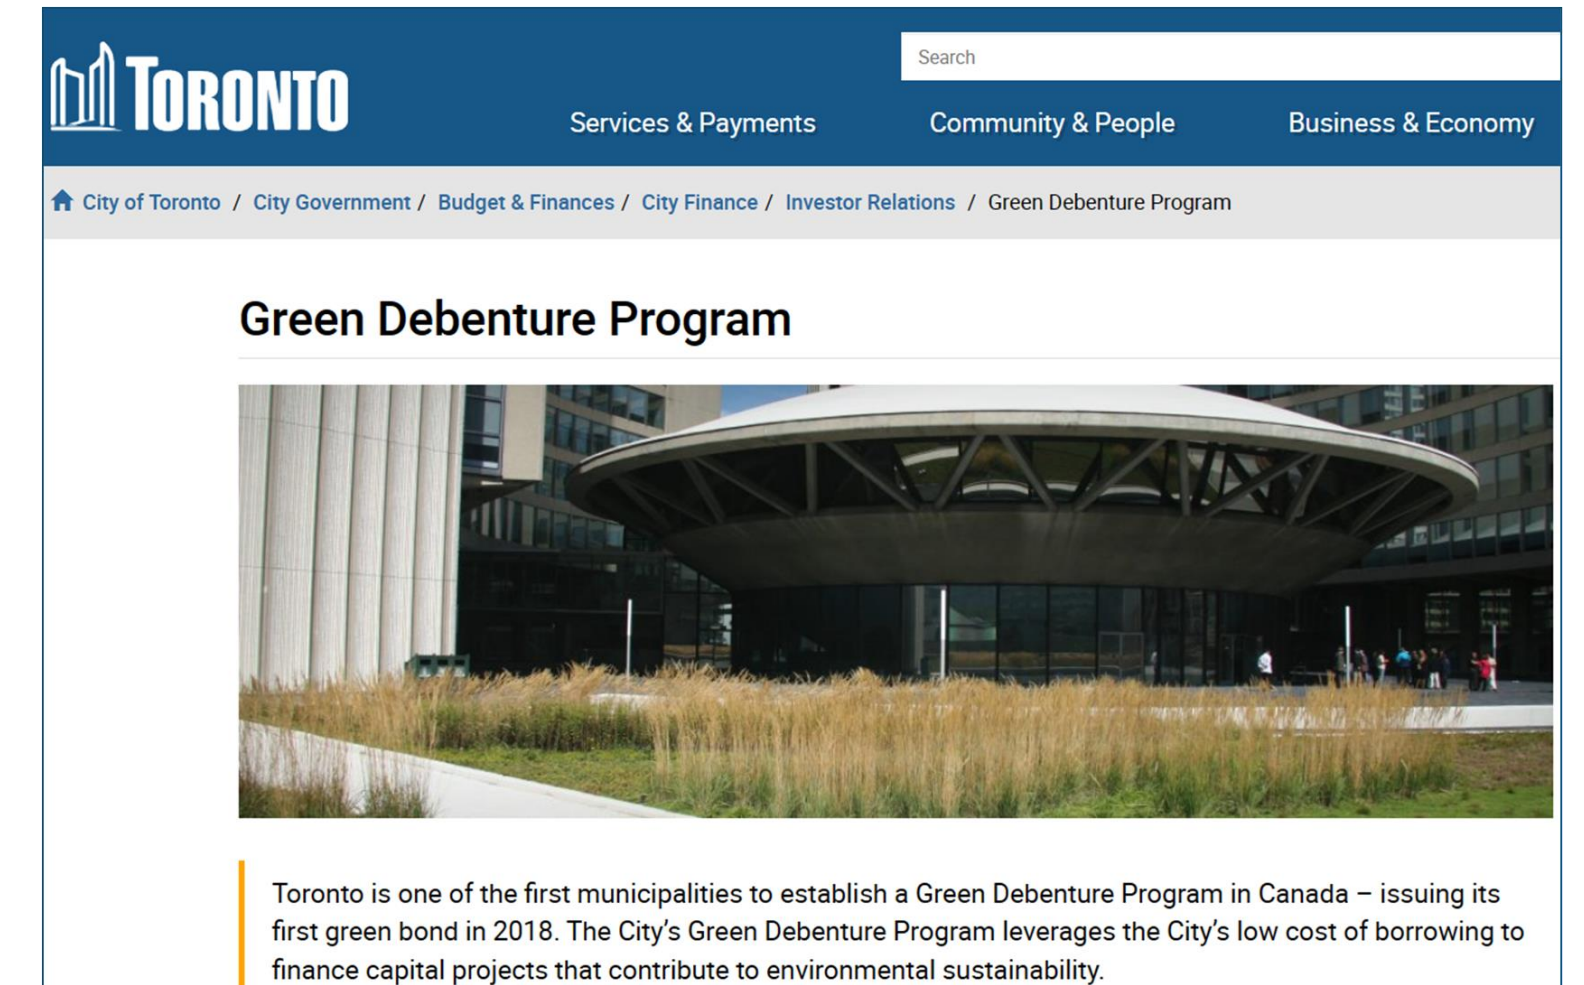 TORONTO
Search
Services & Payments
Community & People
Business & Economy
City of Toronto / City Government / Budget & Finances / City Finance / Investor Relations / Green Debenture Program
Green Debenture Program
Toronto is one of the first municipalities to establish a Green Debenture Program in Canada – issuing its
first green bond in 2018. The City’s Green Debenture Program leverages the City’s low cost of borrowing to
finance capital projects that contribute to environmental sustainability.